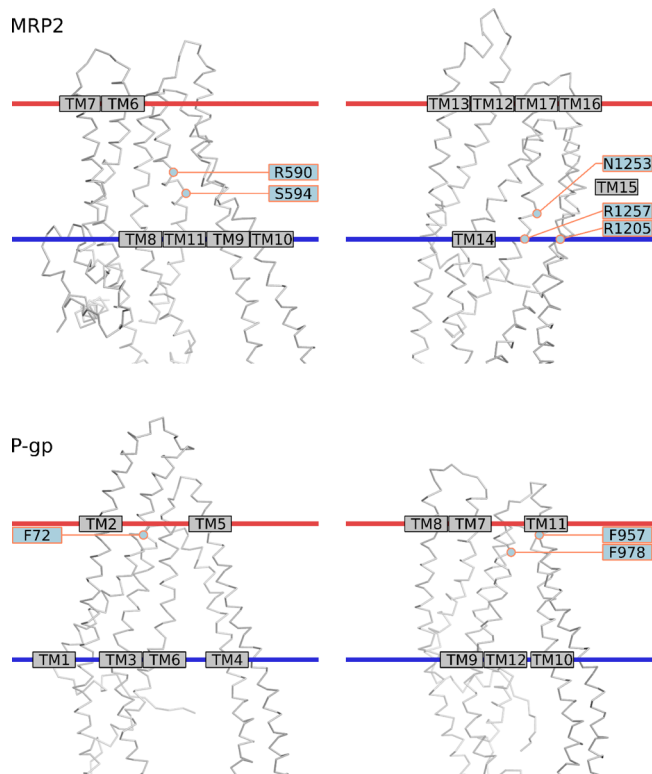 MRP2
TM7 TM6 TM13 TM12 TM17 TM16
R590 N1253
S594 TM15
R1257
R1205
TM8 TM11 TM9 TM10 TM14
P-gp
TM2 TM5 TM8 TM7 TM11
F72 F957
F978
TM1 TM3 TM6 TM4 TM9 TM12 TM10